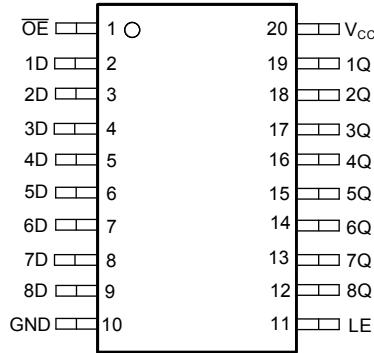 O̅E̅ 1 20 VCC
1D 2 19 1Q
2D 3 18 2Q
3D 4 17 3Q
4D 5 16 4Q
5D 6 15 5Q
6D 7 14 6Q
7D 8 13 7Q
8D 9 12 8Q
GND 10 11 LE